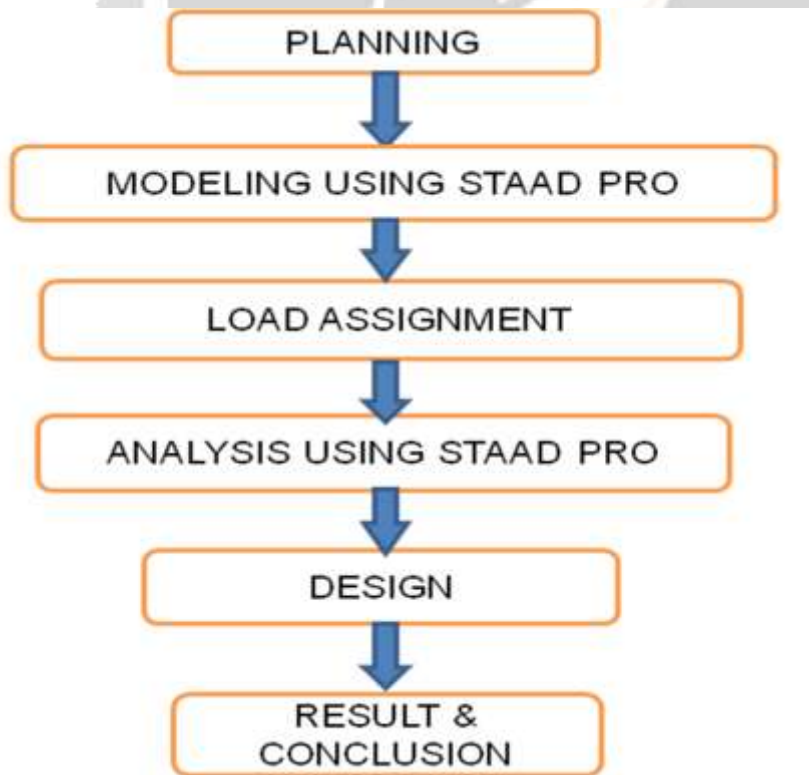 PLANNING
MODELING USING STAAD PRO
LOAD ASSIGNMENT
ANALYSIS USING STAAD PRO
DESIGN
RESULT &
CONCLUSION